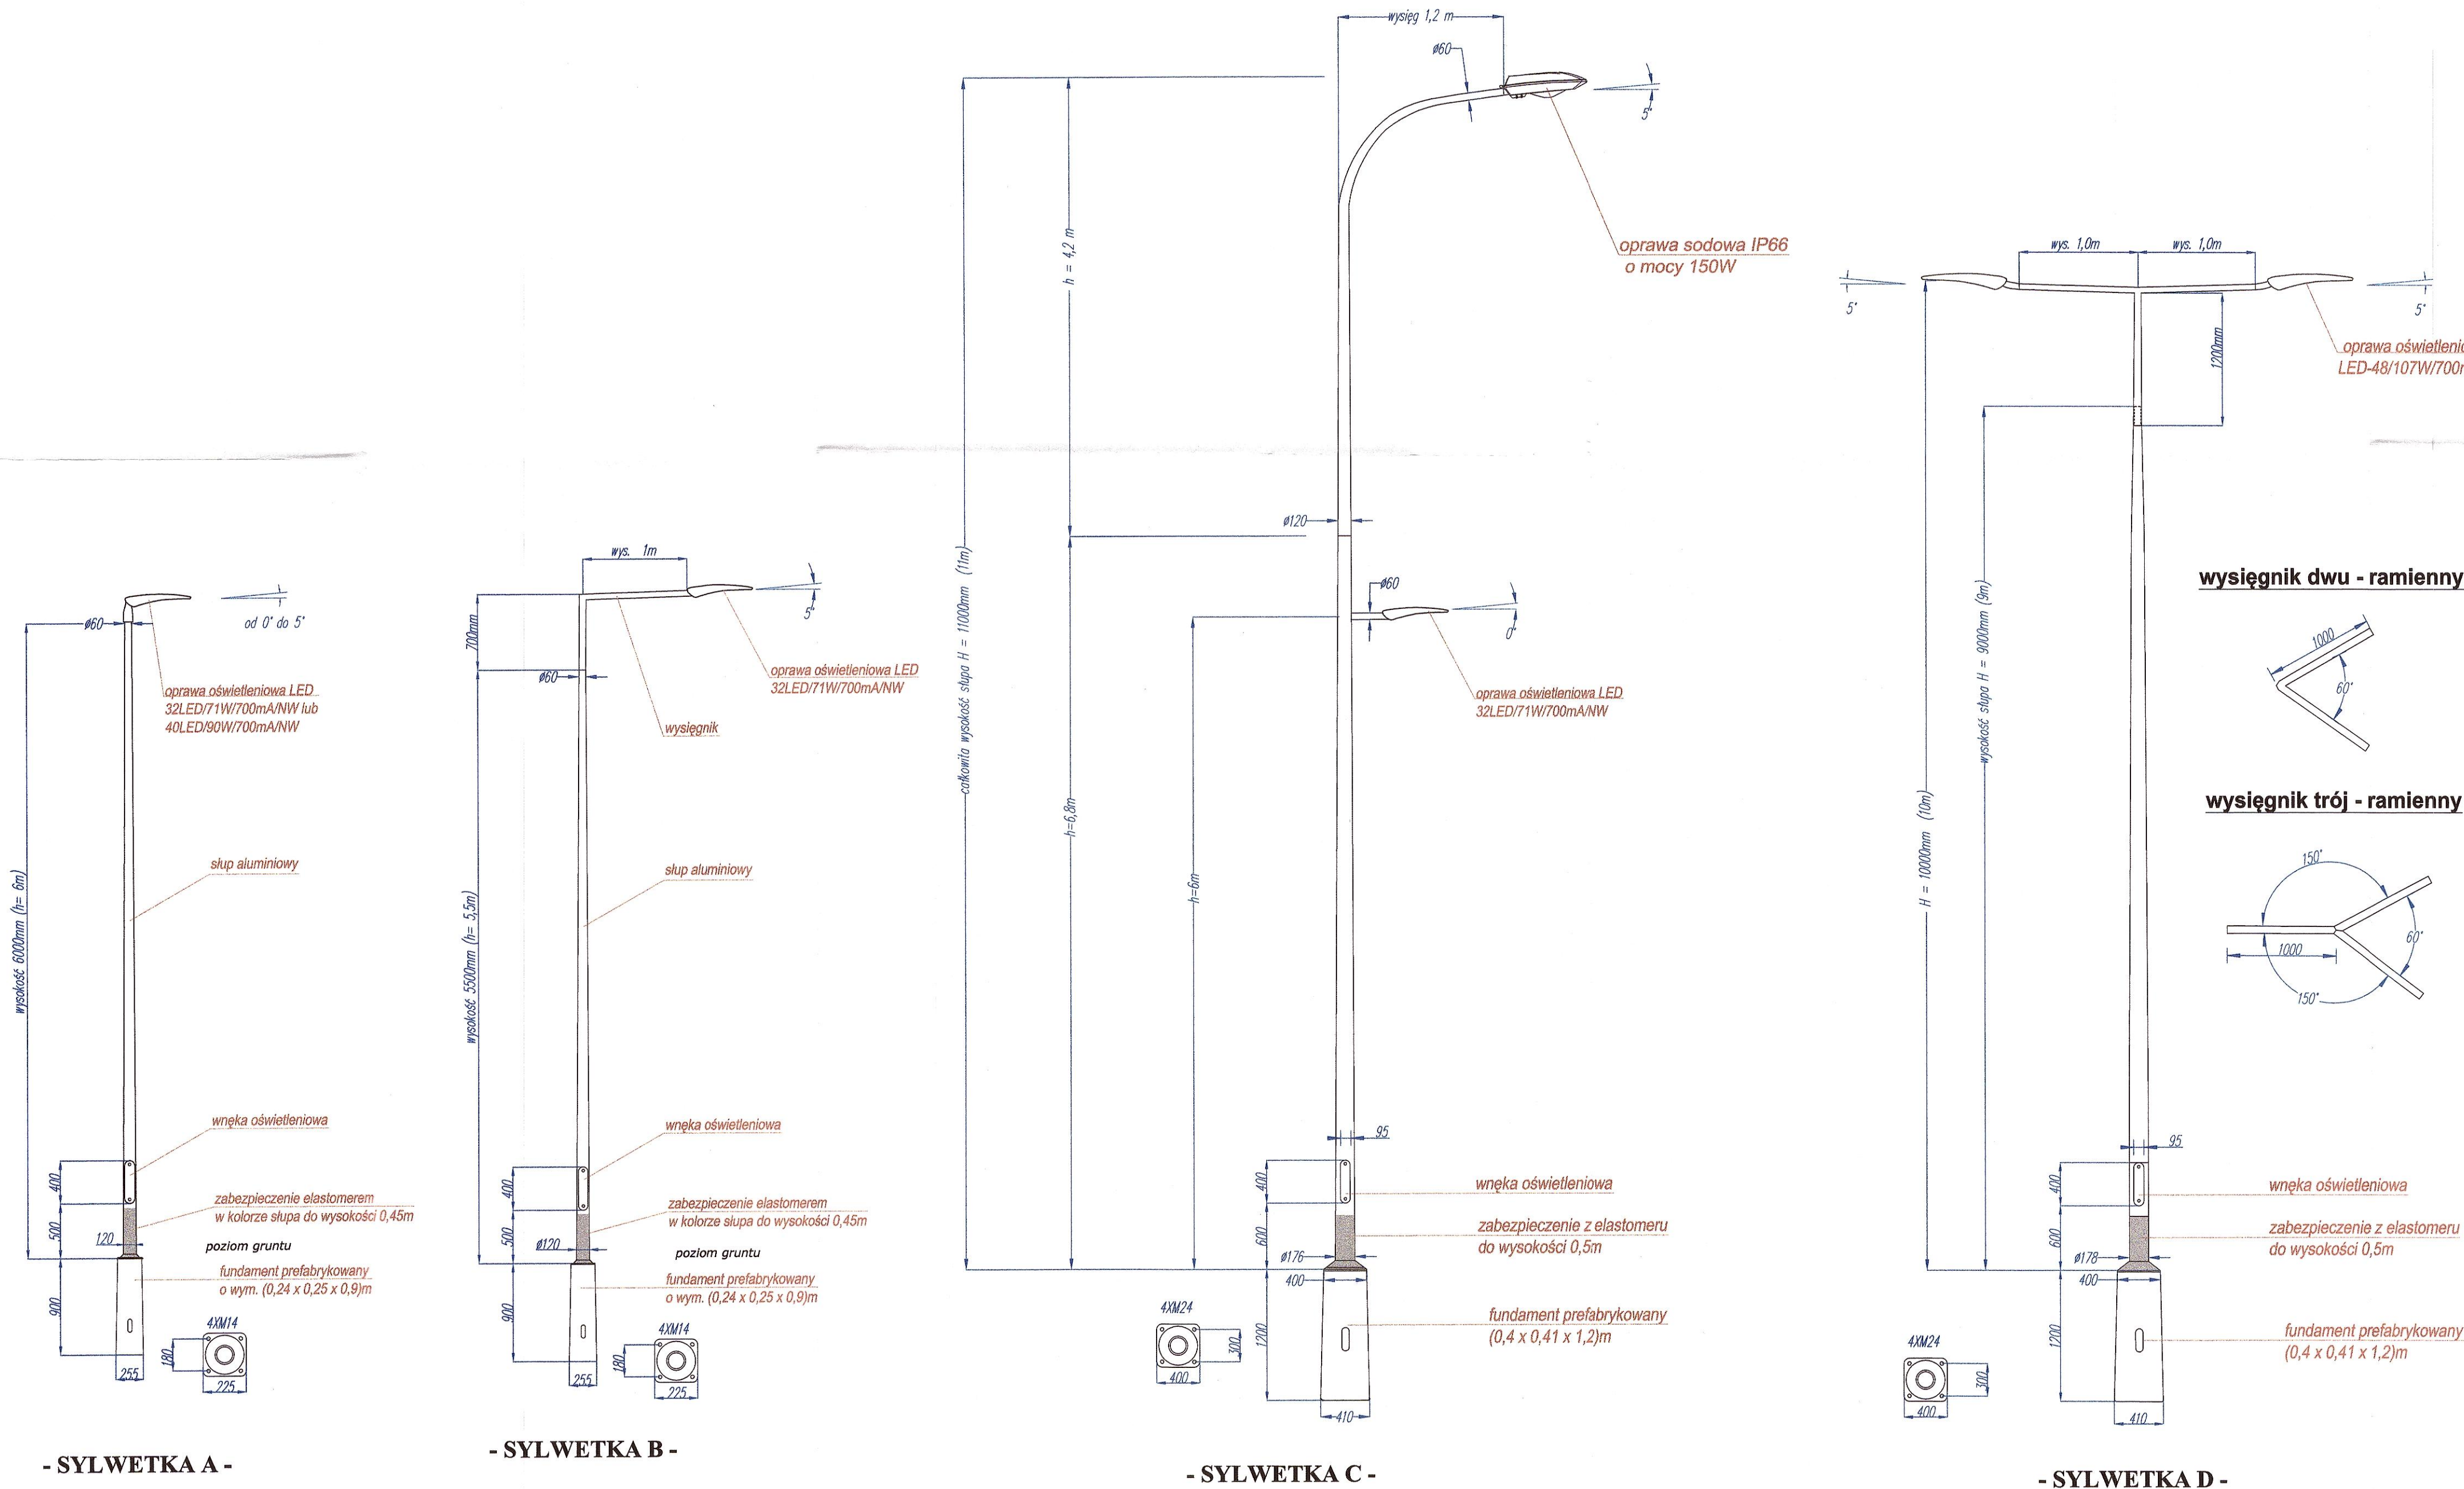 ø60
od 0° do 5°
oprawa oświetleniowa LED
32LED/71W/700mA/NW lub
40LED/90W/700mA/NW
wysokość 6000mm (h= 6m)
słup aluminiowy
wnęka oświetleniowa
400
zabezpieczenie elastomerem
w kolorze słupa do wysokości 0,45m
500
120
poziom gruntu
fundament prefabrykowany
o wym. (0,24 x 0,25 x 0,9)m
900
4XM14
180
255
225
- SYLWETKA A -
wys. 1m
5°
700mm
ø60
oprawa oświetleniowa LED
32LED/71W/700mA/NW
wysięgnik
słup aluminiowy
wysokość 5500mm (h= 5,5m)
wnęka oświetleniowa
400
zabezpieczenie elastomerem
w kolorze słupa do wysokości 0,45m
500
ø120
poziom gruntu
fundament prefabrykowany
o wym. (0,24 x 0,25 x 0,9)m
900
4XM14
180
255
225
- SYLWETKA B -
wysięg 1,2 m
ø60
5°
oprawa sodowa IP66
o mocy 150W
h = 4,2 m
całkowita wysokość słupa H = 11000mm (11m)
ø120
ø60
0°
oprawa oświetleniowa LED
32LED/71W/700mA/NW
h=6,8m
h=6m
95
400
wnęka oświetleniowa
600
zabezpieczenie z elastomeru
do wysokości 0,5m
ø176
400
4XM24
fundament prefabrykowany
(0,4 x 0,41 x 1,2)m
300
1200
400
410
- SYLWETKA C -
wys. 1,0m
wys. 1,0m
5°
5°
1200mm
oprawa oświetlenio
LED-48/107W/700m
wysokość słupa H = 9000mm (9m)
H = 10000mm (10m)
wysięgnik dwu - ramienny
1000
60°
wysięgnik trój - ramienny
150°
60°
1000
150°
95
400
wnęka oświetleniowa
600
zabezpieczenie z elastomeru
do wysokości 0,5m
ø178
400
fundament prefabrykowany
(0,4 x 0,41 x 1,2)m
4XM24
300
1200
400
410
- SYLWETKA D -